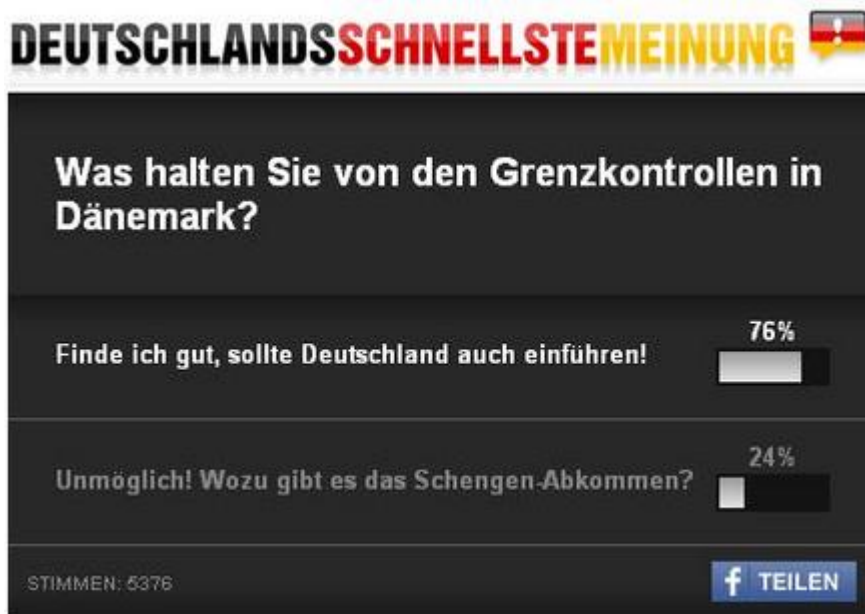 DEUTSCHLANDSSCHNELLSTEMEINUNG !
Was halten Sie von den Grenzkontrollen in
Dänemark?
76%
Finde ich gut, sollte Deutschland auch einführen!
24%
Unmöglich! Wozu gibt es das Schengen-Abkommen?
STIMMEN: 5376
f TEILEN